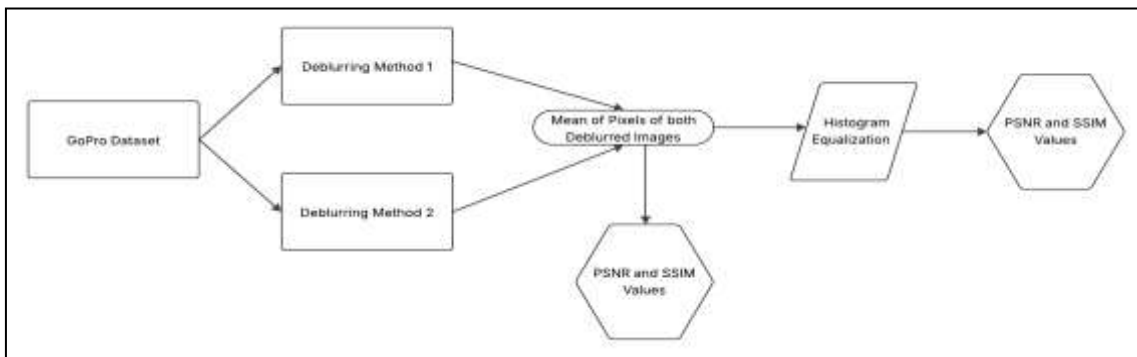 GoPro Dataset
Deblurring Method 1
Deblurring Method 2
Mean of Pixels of both
Deblurred Images
PSNR and SSIM
Values
Histogram
Equalization
PSNR and SSIM
Values